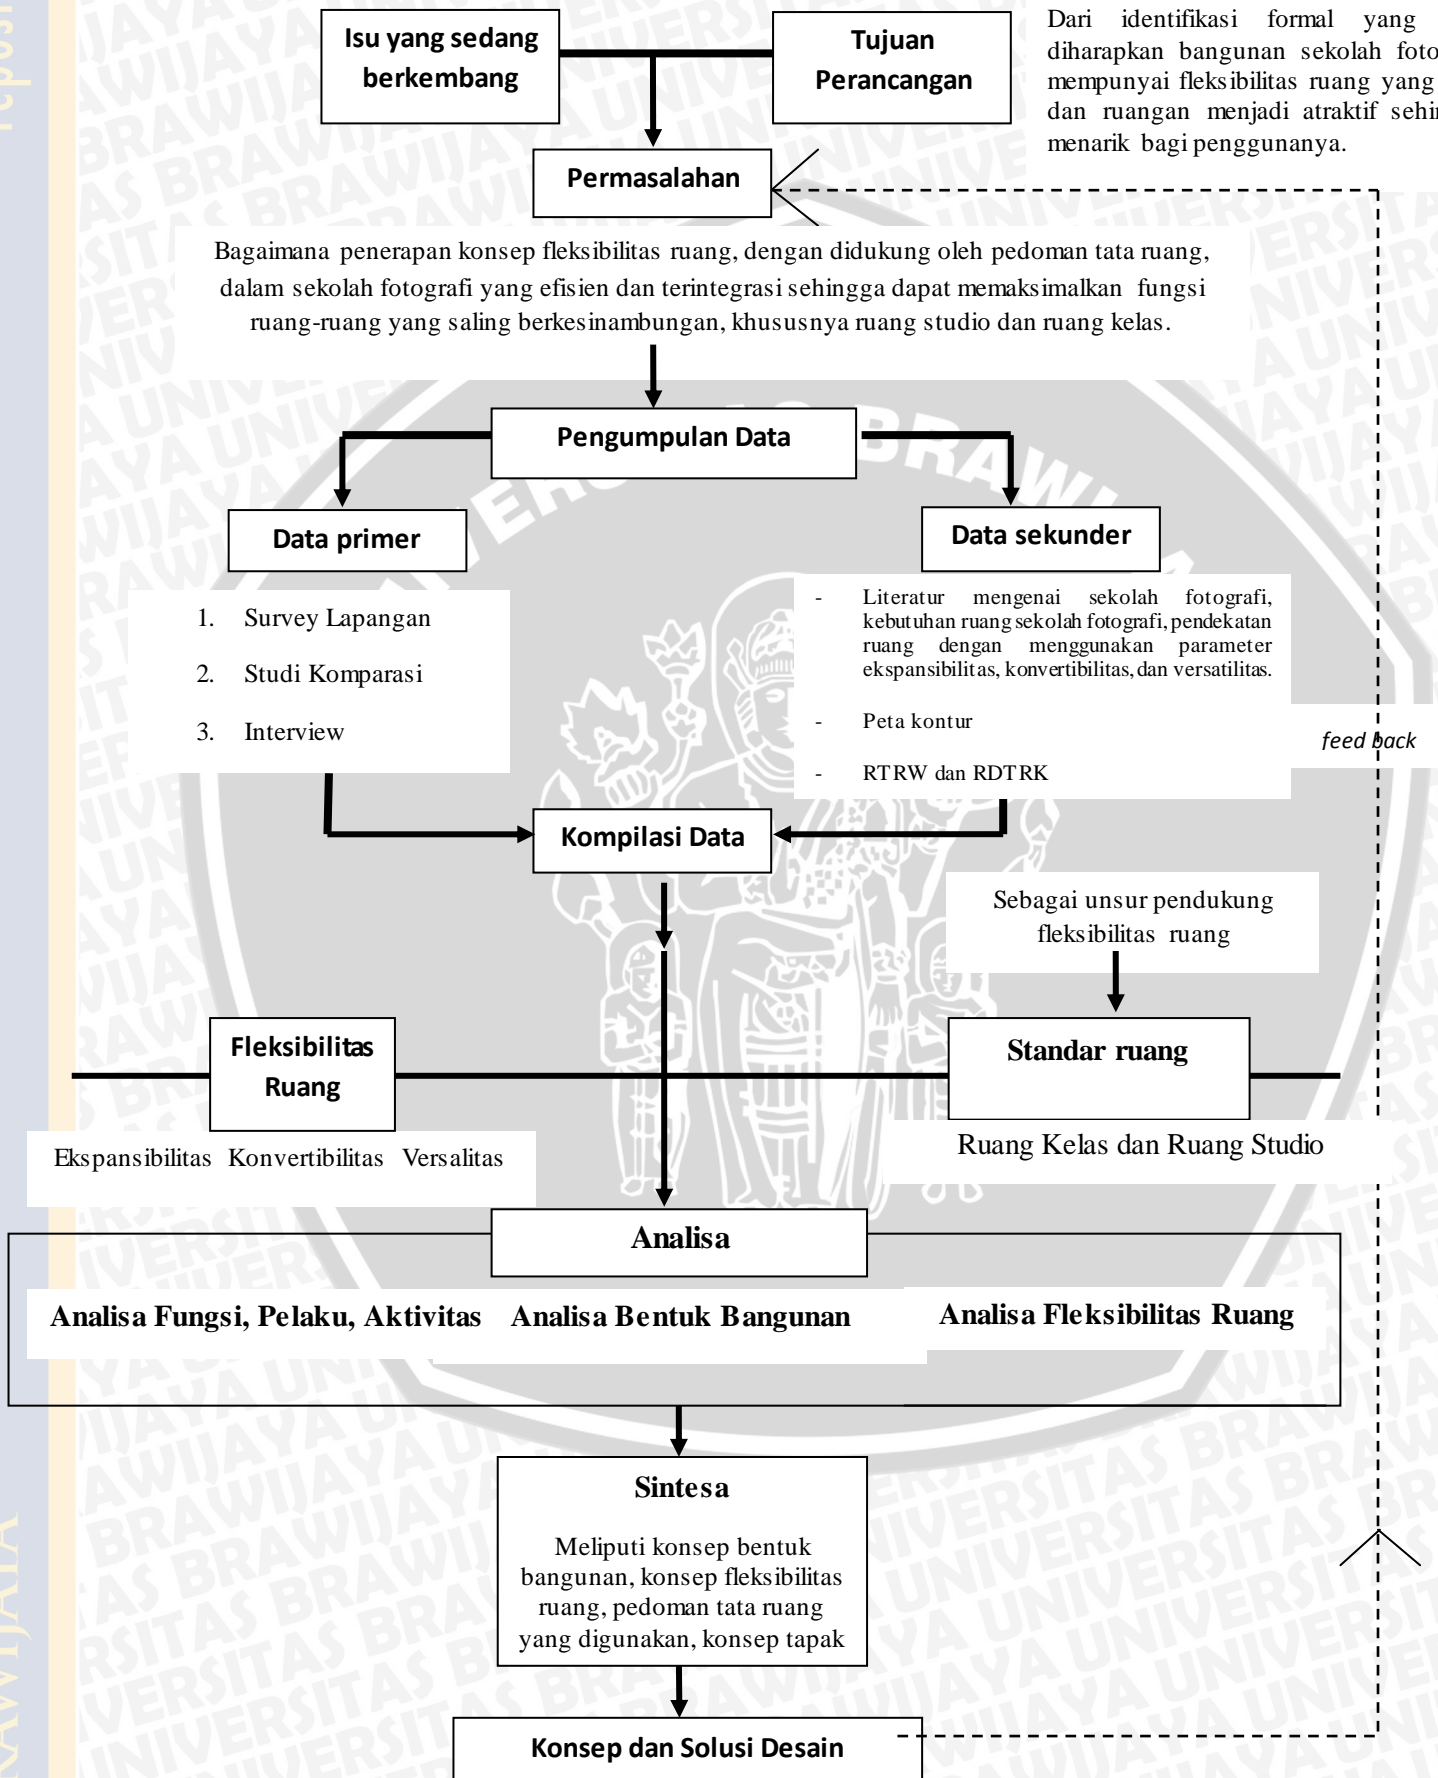 Isu yang sedang
berkembang
Tujuan
Perancangan
Dari identifikasi formal yang
diharapkan bangunan sekolah
mempunyai fleksibilitas ruang yang
dan ruangan menjadi atraktif
menarik bagi penggunanya.
Permasalahan
Bagaimana penerapan konsep fleksibilitas ruang, dengan didukung oleh pedoman tata ruang,
dalam sekolah fotografi yang efisien dan terintegrasi sehingga dapat memaksimalkan fungsi
ruang-ruang yang saling berkesinambungan, khususnya ruang studio dan ruang kelas.
Pengumpulan Data
Data primer
Data sekunder
1. Survey Lapangan
2. Studi Komparasi
3. Interview
- Literatur mengenai sekolah fotografi,
kebutuhan ruang sekolah fotografi, pendekatan
ruang dengan menggunakan parameter
ekspansibilitas, konvertibilitas, dan versatilitas.
- Peta kontur
- RTRW dan RDTRK
feed back
Kompilasi Data
Sebagai unsur pendukung
fleksibilitas ruang
Fleksibilitas
Ruang
Standar ruang
Ekspansibilitas Konvertibilitas Versalitas
Ruang Kelas dan Ruang Studio
Analisa
Analisa Fungsi, Pelaku, Aktivitas
Analisa Bentuk Bangunan
Analisa Fleksibilitas Ruang
Sintesa
Meliputi konsep bentuk
bangunan, konsep fleksibilitas
ruang, pedoman tata ruang
yang digunakan, konsep tapak
Konsep dan Solusi Desain